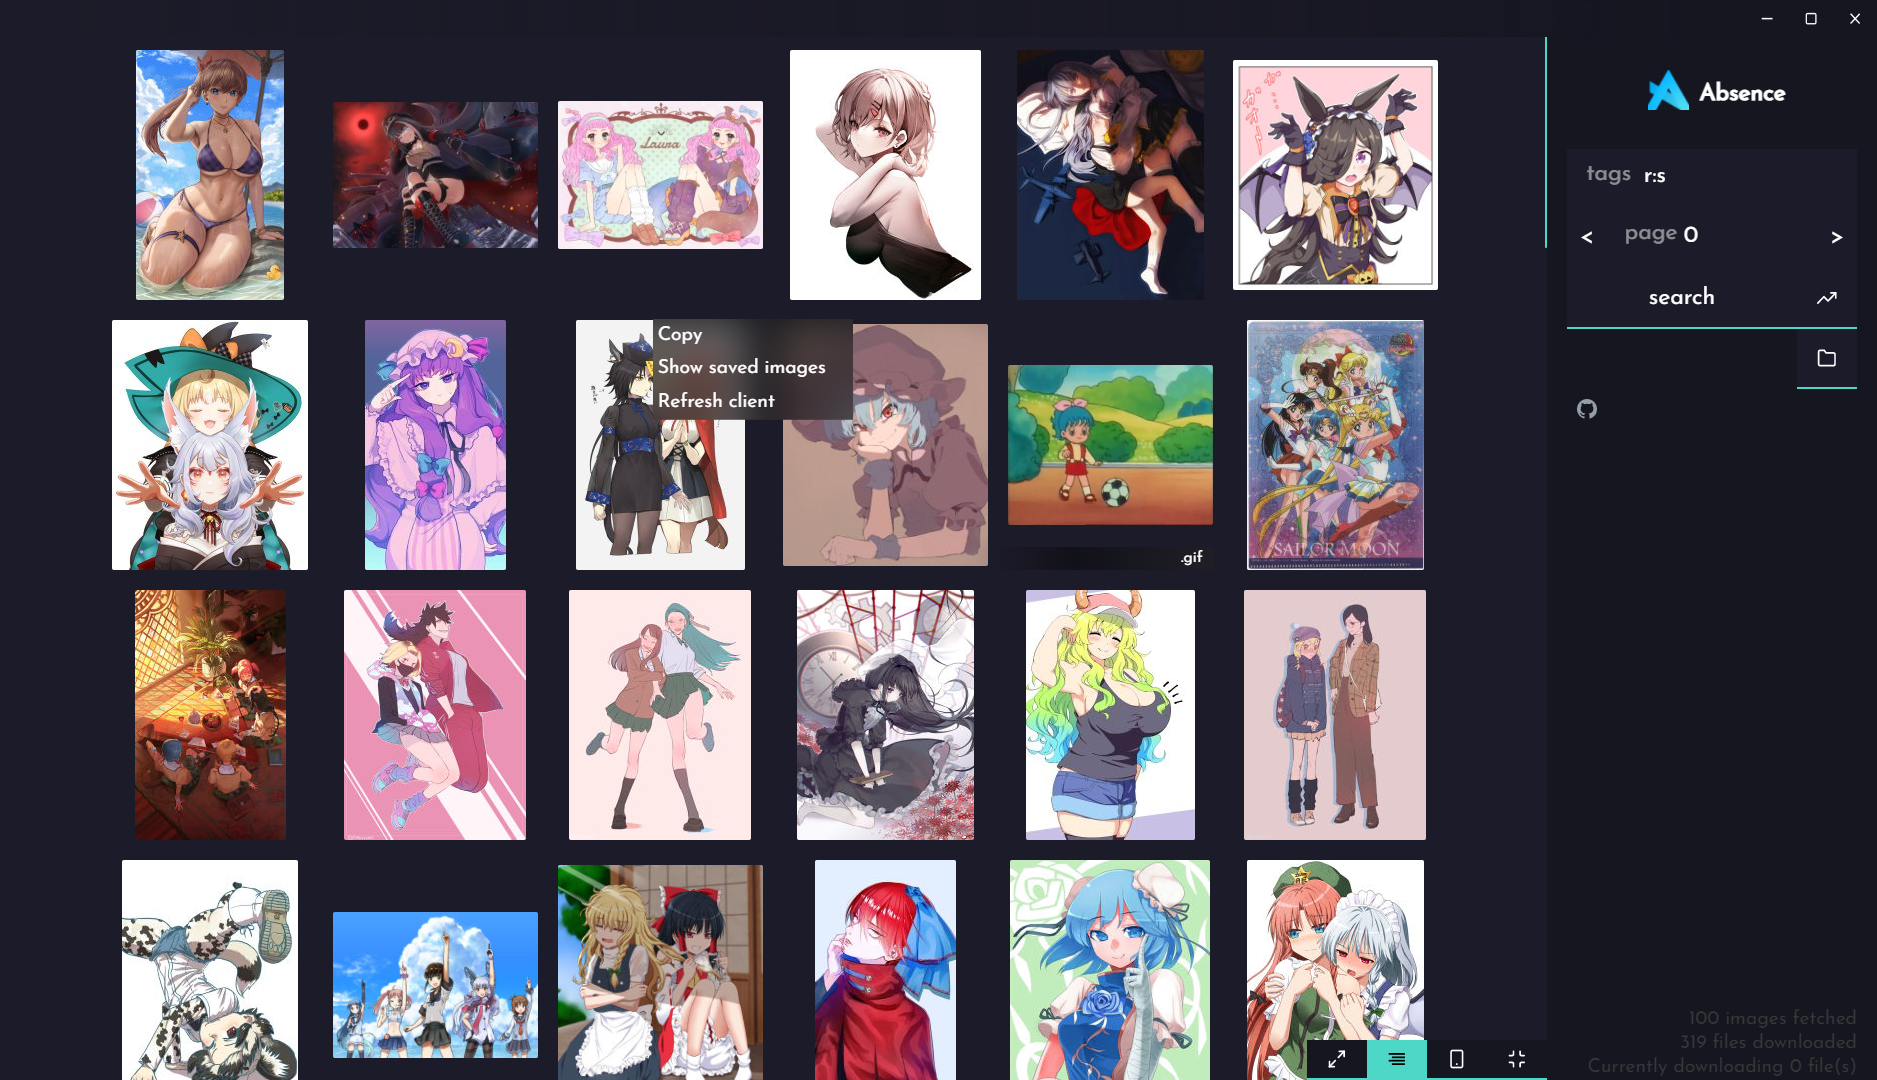 Absence
tags r:s
< page 0 >
search
Laura
Copy
Show saved images
Refresh client
.gif
SAILOR MOON
100 images fetched
319 files downloaded
Currently downloading 0 file(s)